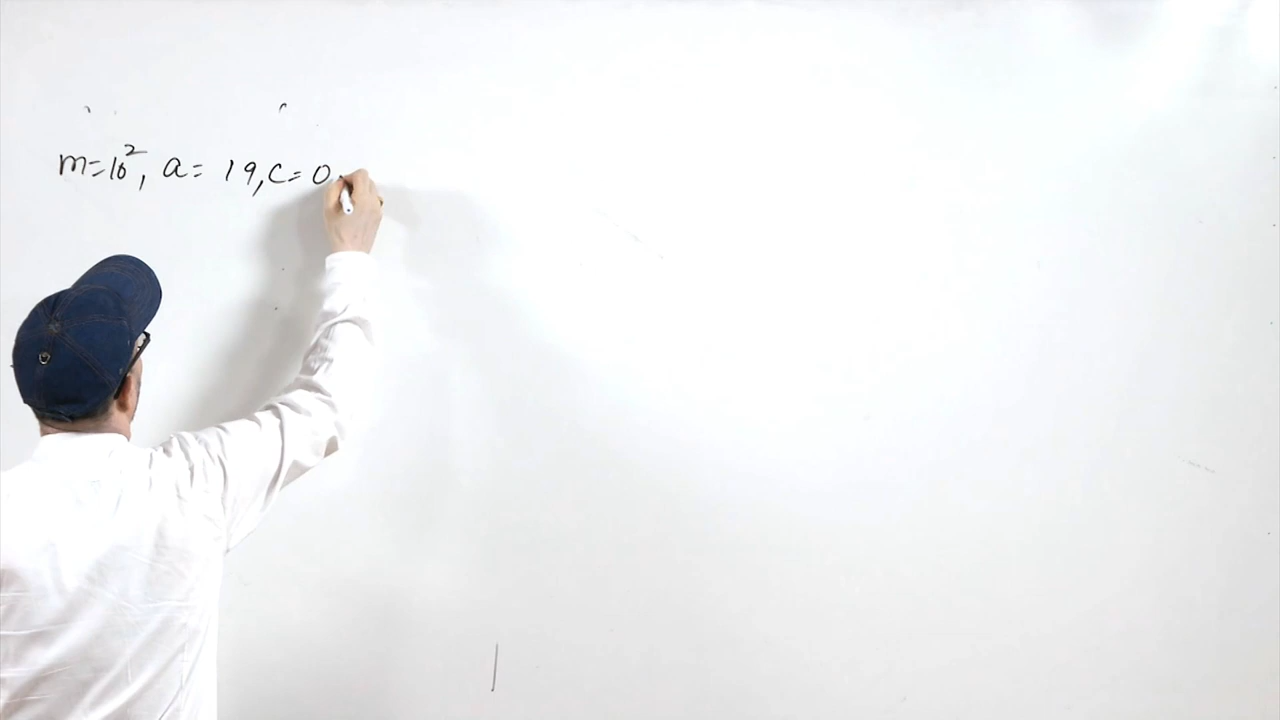 m=10², a= 19, c= 0